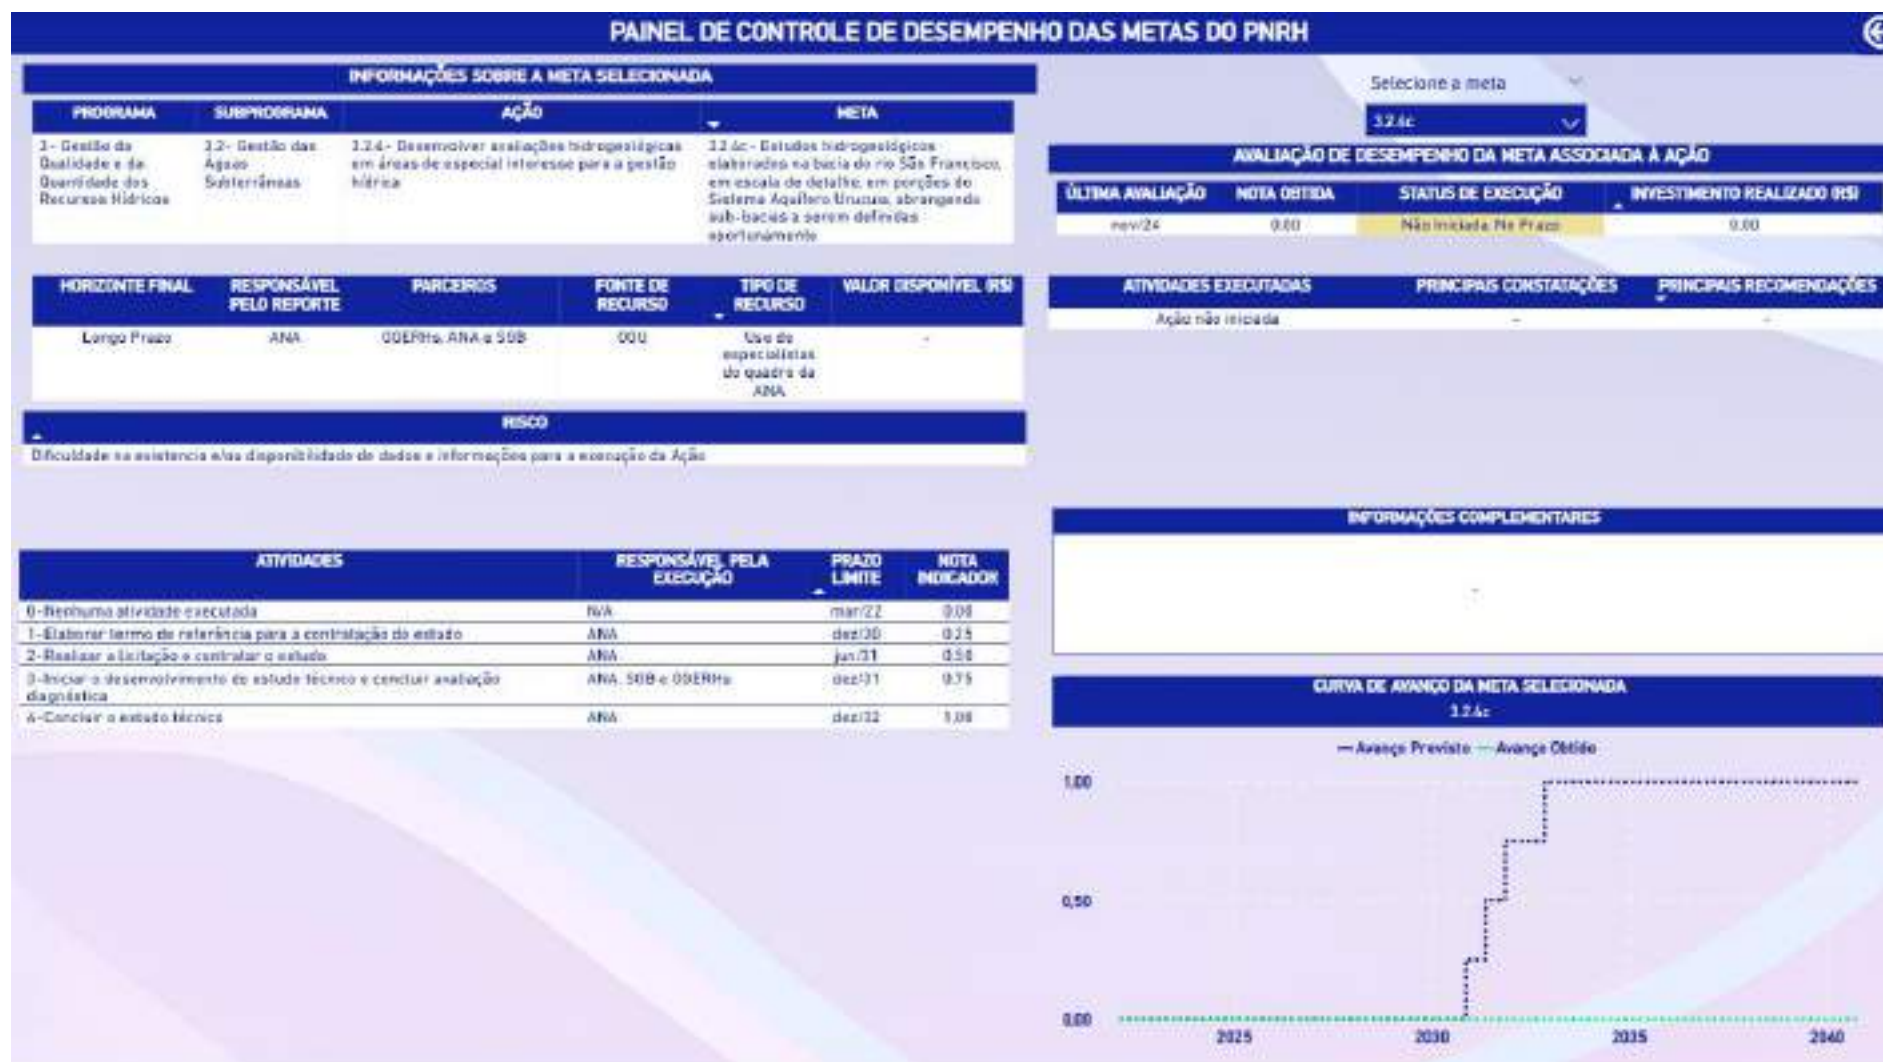 PAINEL DE CONTROLE DE DESEMPENHO DAS METAS DO PNRH
INFORMAÇÕES SOBRE A META SELECIONADA
PROGRAMA SUBPROGRAMA AÇÃO META
3- Gestão da Qualidade e da Quantidade dos Recursos Hídricos
3.2- Gestão das Águas Subterrâneas
3.2.4- Desenvolver avaliações hidrogeológicas em áreas de especial interesse para a gestão hídrica
3.2.4c - Estudos hidrogeológicos elaborados na bacia do rio São Francisco, em escala de detalhe, em porções do Sistema Aquífero Urucuia, abrangendo sub-bacias a serem definidas oportunamente
HORIZONTE FINAL RESPONSÁVEL PELO REPORTE PARCEIROS FONTE DE RECURSO TIPO DE RECURSO VALOR DISPONÍVEL (R$)
Longo Prazo ANA OGERHs, ANA e SGB OGU Uso de especialistas do quadro da ANA -
RISCO
Dificuldade na existencia e/ou disponibilidade de dados e informações para a execução da Ação
ATIVIDADES RESPONSÁVEL PELA EXECUÇÃO PRAZO LIMITE NOTA INDICADOR
0-Nenhuma atividade executada N/A mar/22 0,00
1-Elaborar termo de referência para a contratação do estudo ANA dez/30 0,25
2-Realizar a licitação e contratar o estudo ANA jun/31 0,50
3-Iniciar o desenvolvimento do estudo técnico e concluir avaliação diagnóstica ANA, SGB e OGERHs dez/31 0,75
4-Concluir o estudo técnico ANA dez/32 1,00
Selecione a meta
3.2.4c
AVALIAÇÃO DE DESEMPENHO DA META ASSOCIADA À AÇÃO
ÚLTIMA AVALIAÇÃO NOTA OBTIDA STATUS DE EXECUÇÃO INVESTIMENTO REALIZADO (R$)
nov/24 0,00 Não Iniciada No Prazo 0,00
ATIVIDADES EXECUTADAS PRINCIPAIS CONSTATAÇÕES PRINCIPAIS RECOMENDAÇÕES
Ação não iniciada - -
INFORMAÇÕES COMPLEMENTARES
-
CURVA DE AVANÇO DA META SELECIONADA
3.2.4c
Avanço Previsto Avanço Obtido
1,00
0,50
0,00
2025 2030 2035 2040